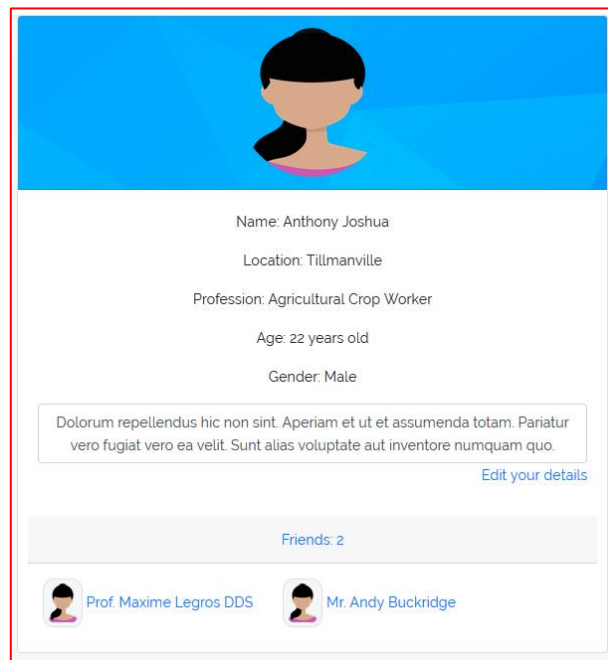 Name: Anthony Joshua
Location: Tillmanville
Profession: Agricultural Crop Worker
Age: 22 years old
Gender: Male
Dolorum repellendus hic non sint. Aperiam et ut et assumenda totam. Pariatur
vero fugiat vero ea velit. Sunt alias voluptate aut inventore numquam quo.
Edit your details
Friends: 2
Prof. Maxime Legros DDS
Mr. Andy Buckridge